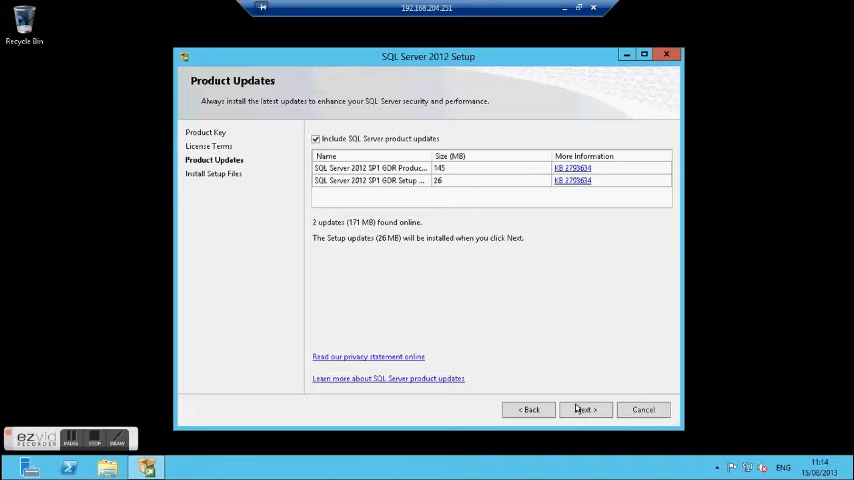 192.168.204.251
Recycle Bin
SQL Server 2012 Setup
Product Updates
Always install the latest updates to enhance your SQL Server security and performance.
Product Key
License Terms
Product Updates
Install Setup Files
Include SQL Server product updates
Name Size (MB) More Information
SQL Server 2012 SP1 GDR Produc... 145 KB 2793634
SQL Server 2012 SP1 GDR Setup ... 26 KB 2793634
2 updates (171 MB) found online.
The Setup updates (26 MB) will be installed when you click Next.
Read our privacy statement online
Learn more about SQL Server product updates
< Back Next > Cancel
ezvid
RECORDER
PAUSE STOP DRAW
ENG
11:14
15/08/2013